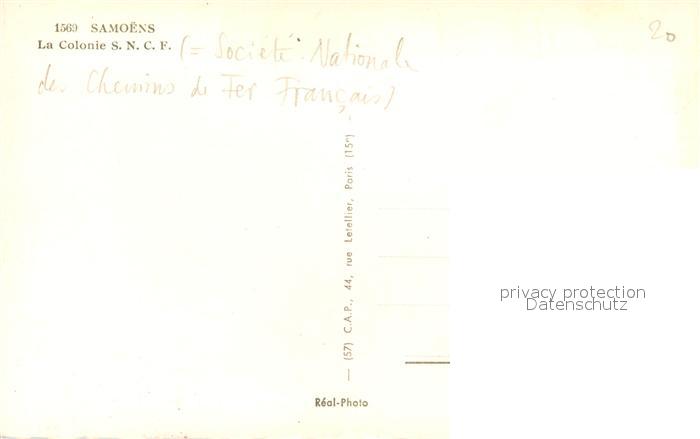 1569 SAMOËNS
La Colonie S. N. C. F. (= Société Nationale
des Chemins de Fer Français)
20
— (57) C.A.P., 44, rue Letellier, Paris (15e)
Réal-Photo
privacy protection
Datenschutz